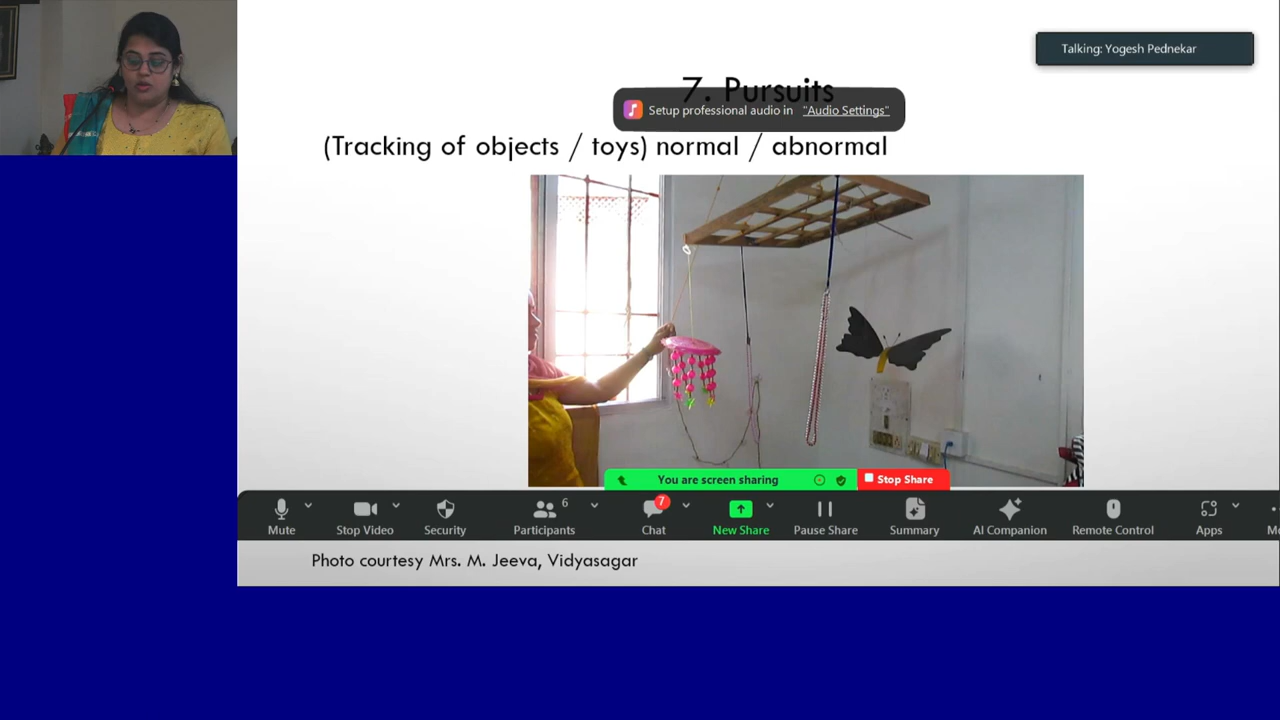 Talking: Yogesh Pednekar
7. Pursuits
Setup professional audio in "Audio Settings"
(Tracking of objects / toys) normal / abnormal
You are screen sharing
Stop Share
Mute
Stop Video
Security
Participants 6
Chat 7
New Share
Pause Share
Summary
AI Companion
Remote Control
Apps
Photo courtesy Mrs. M. Jeeva, Vidyasagar